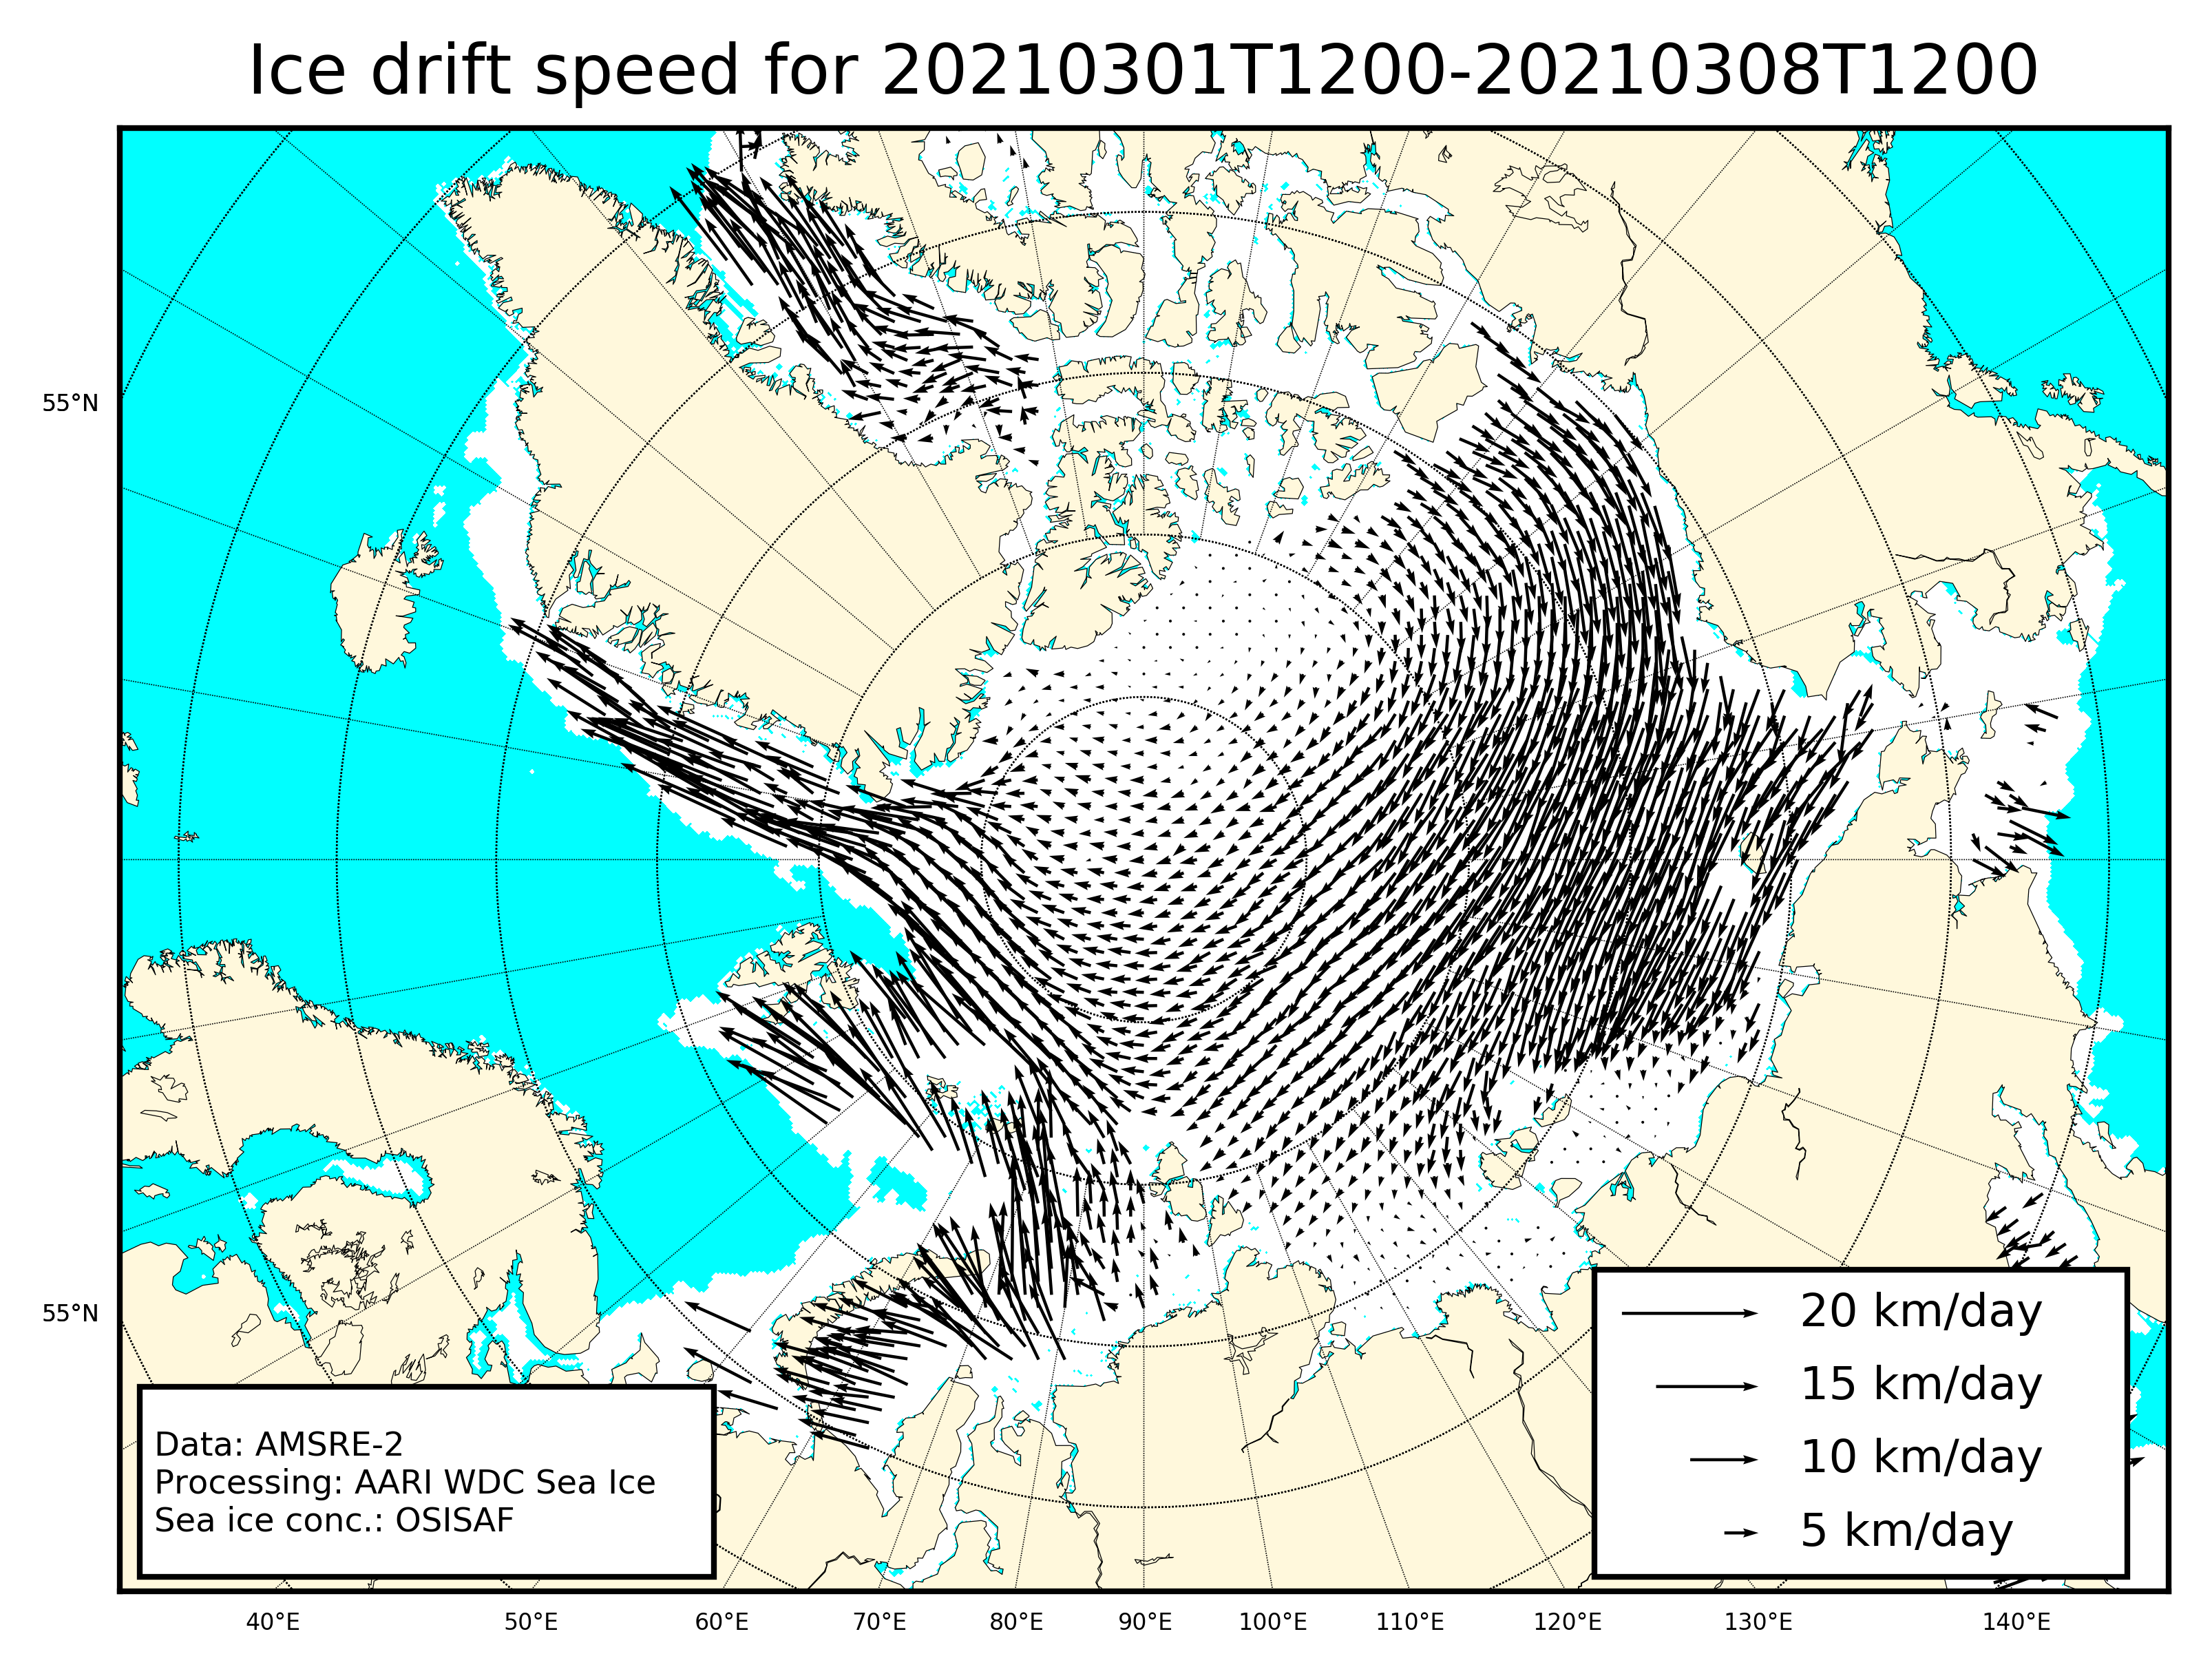 Ice drift speed for 20210301T1200-20210308T1200
55°N
55°N
20 km/day
15 km/day
10 km/day
5 km/day
Data: AMSRE-2
Processing: AARI WDC Sea Ice
Sea ice conc.: OSISAF
40°E 50°E 60°E 70°E 80°E 90°E 100°E 110°E 120°E 130°E 140°E